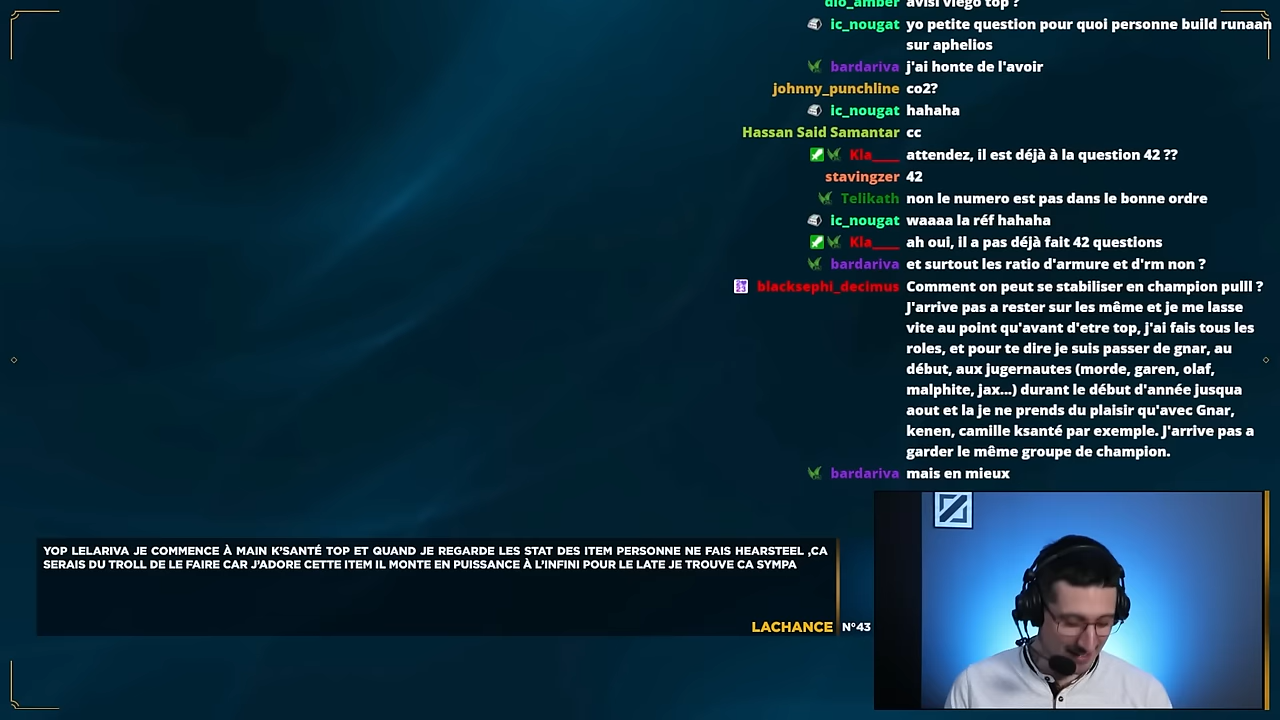 dio_amber avisi viego top ?
ic_nougat yo petite question pour quoi personne build runaan
sur aphelios
bardariva j'ai honte de l'avoir
johnny_punchline co2?
ic_nougat hahaha
Hassan Said Samantar cc
Kla____ attendez, il est déjà à la question 42 ??
stavingzer 42
Telikath non le numero est pas dans le bonne ordre
ic_nougat waaaa la réf hahaha
Kla____ ah oui, il a pas déjà fait 42 questions
bardariva et surtout les ratio d'armure et d'rm non ?
blacksephi_decimus Comment on peut se stabiliser en champion pulll ?
J'arrive pas a rester sur les même et je me lasse
vite au point qu'avant d'etre top, j'ai fais tous les
roles, et pour te dire je suis passer de gnar, au
début, aux jugernautes (morde, garen, olaf,
malphite, jax...) durant le début d'année jusqua
aout et la je ne prends du plaisir qu'avec Gnar,
kenen, camille ksanté par exemple. J'arrive pas a
garder le même groupe de champion.
bardariva mais en mieux
YOP LELARIVA JE COMMENCE À MAIN K'SANTÉ TOP ET QUAND JE REGARDE LES STAT DES ITEM PERSONNE NE FAIS HEARSTEEL ,CA
SERAIS DU TROLL DE LE FAIRE CAR J'ADORE CETTE ITEM IL MONTE EN PUISSANCE À L'INFINI POUR LE LATE JE TROUVE CA SYMPA
LACHANCE N°43